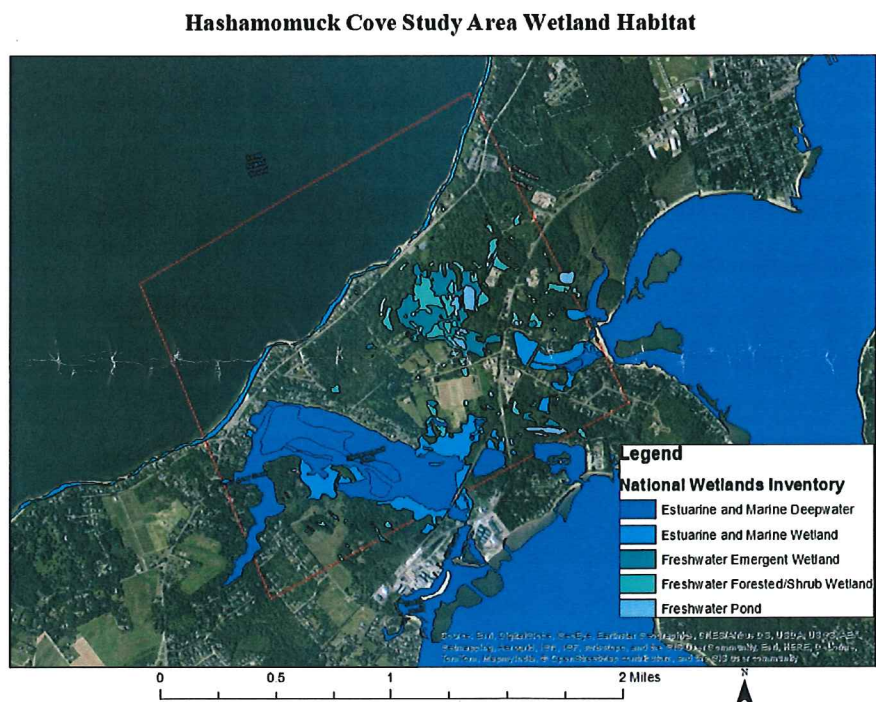 Hashamomuck Cove Study Area Wetland Habitat
Legend
National Wetlands Inventory
Estuarine and Marine Deepwater
Estuarine and Marine Wetland
Freshwater Emergent Wetland
Freshwater Forested/Shrub Wetland
Freshwater Pond
0 0.5 1 2 Miles
N